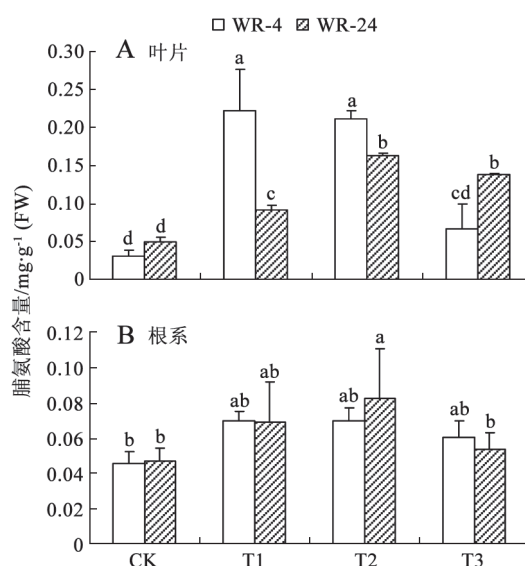 WR-4 WR-24
A 叶片
0.30
0.25
0.20
0.15
0.10
0.05
0
d d a c a b cd b
B 根系
0.12
0.10
0.08
0.06
0.04
0.02
0
b b ab ab ab a ab b
CK T1 T2 T3
脯氨酸含量/mg·g⁻¹ (FW)